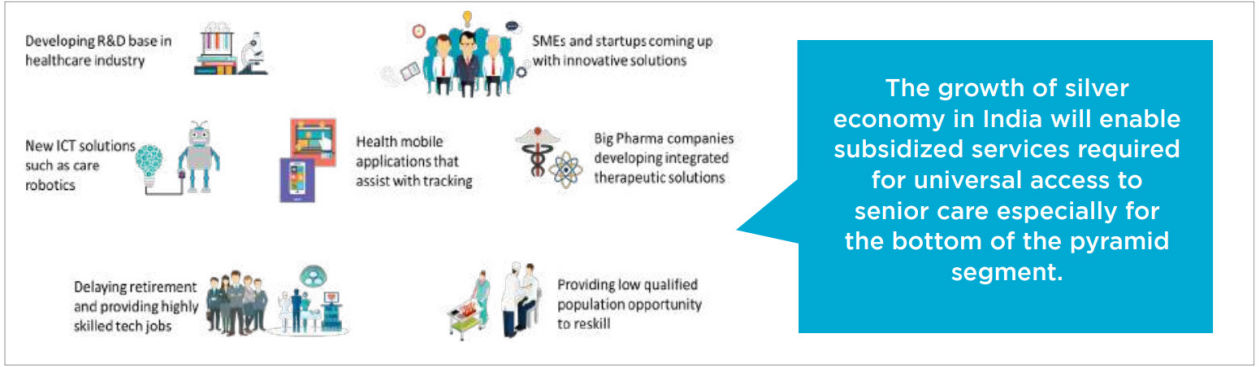 Developing R&D base in
healthcare industry
SMEs and startups coming up
with innovative solutions
New ICT solutions
such as care
robotics
Health mobile
applications that
assist with tracking
Big Pharma companies
developing integrated
therapeutic solutions
Delaying retirement
and providing highly
skilled tech jobs
Providing low qualified
population opportunity
to reskill
The growth of silver
economy in India will enable
subsidized services required
for universal access to
senior care especially for
the bottom of the pyramid
segment.